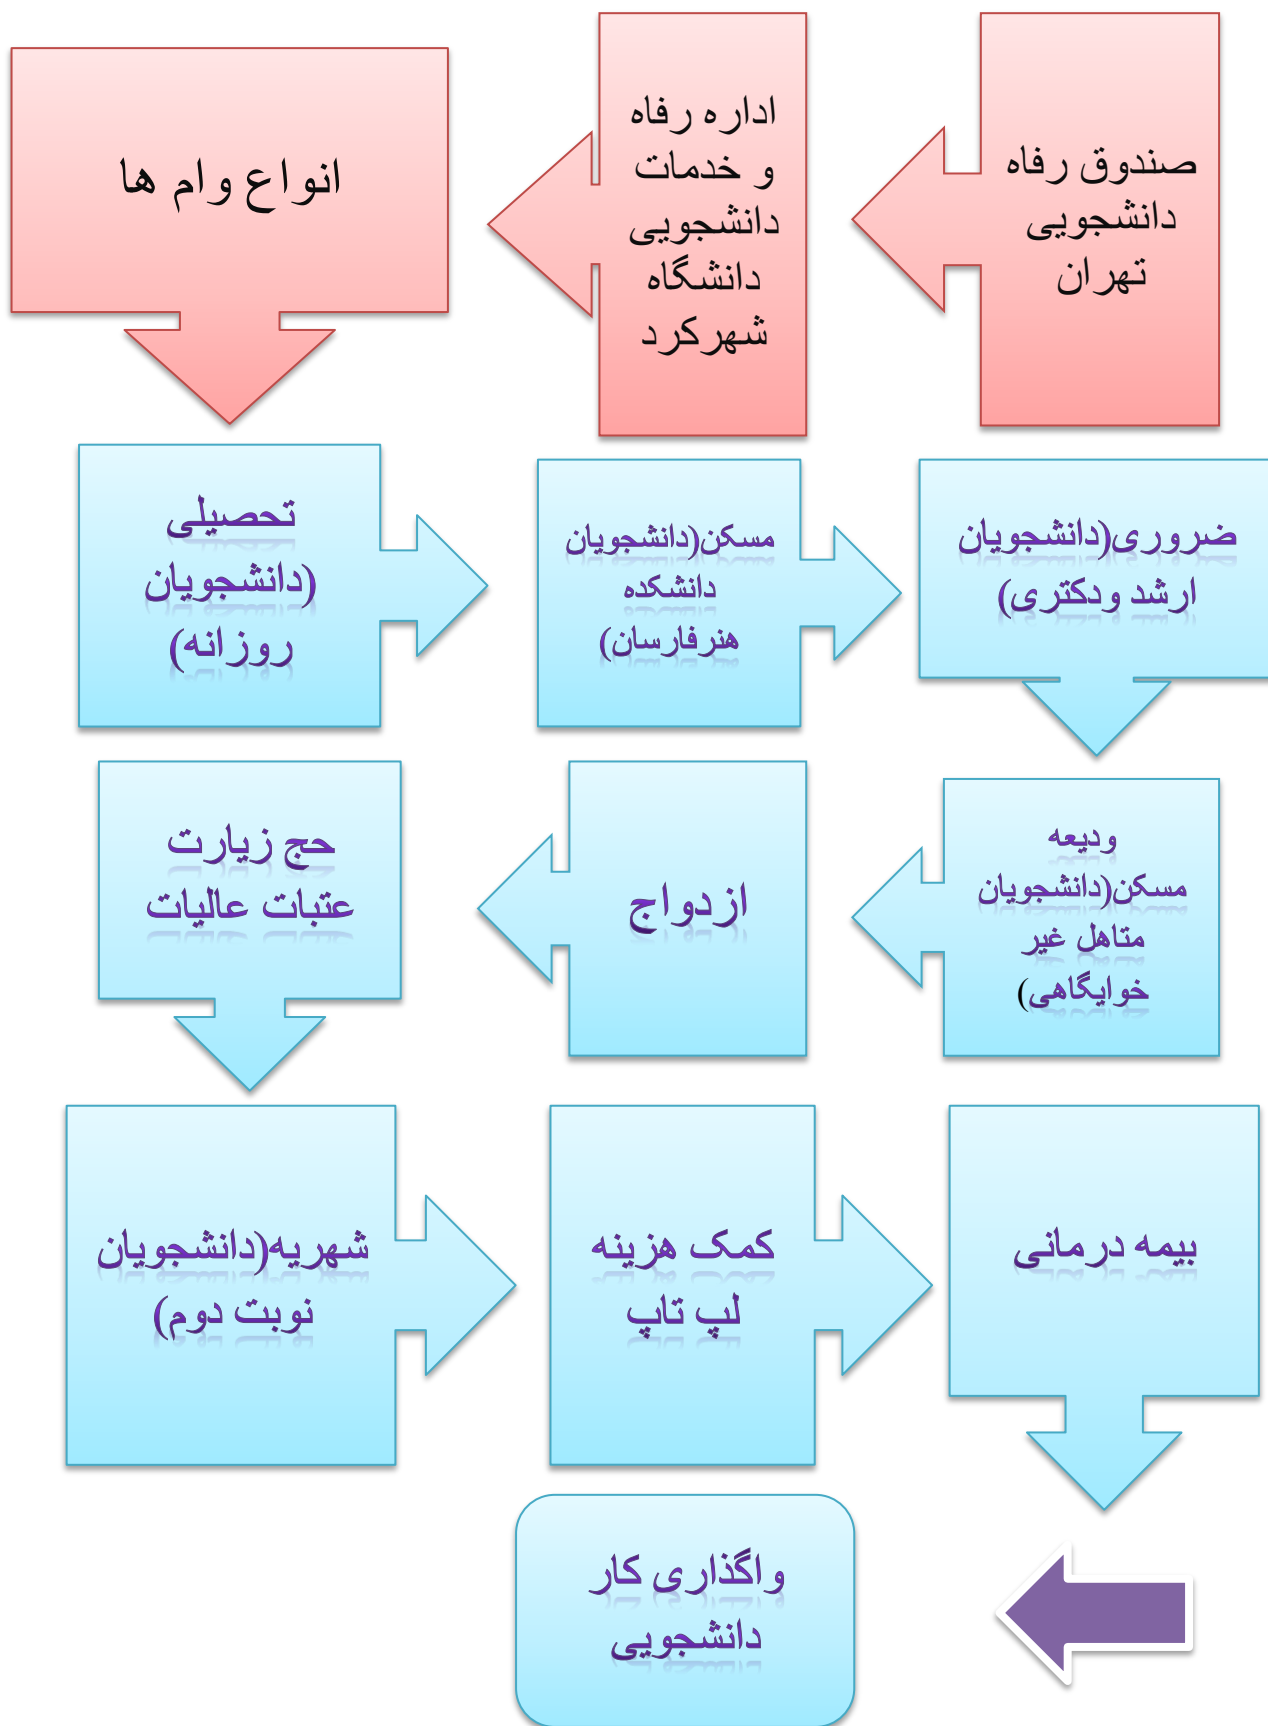 صندوق رفاه
دانشجویی
تهران
اداره رفاه
و خدمات
دانشجویی
دانشگاه
شهرکرد
انواع وام ها
تحصیلی
(دانشجویان
روزانه)
مسکن(دانشجویان
دانشکده
هنرفارسان)
ضروری(دانشجویان
ارشد ودکتری)
ودیعه
مسکن(دانشجویان
متاهل غیر
خوایگاهی)
ازدواج
حج زیارت
عتبات عالیات
شهریه(دانشجویان
نوبت دوم)
کمک هزینه
لپ تاپ
بیمه درمانی
واگذاری کار
دانشجویی